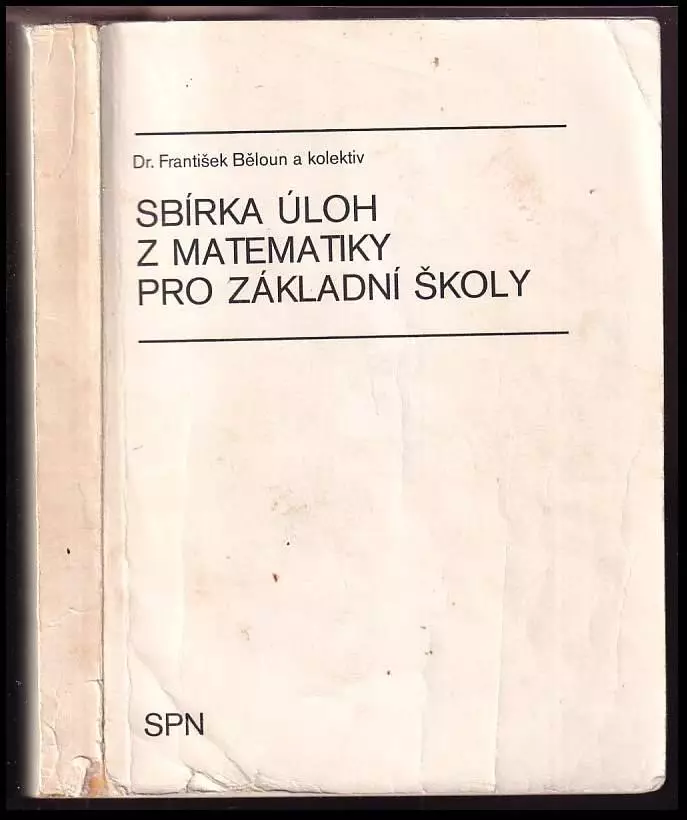 Dr. František Běloun a kolektiv
SBÍRKA ÚLOH
Z MATEMATIKY
PRO ZÁKLADNÍ ŠKOLY
SPN